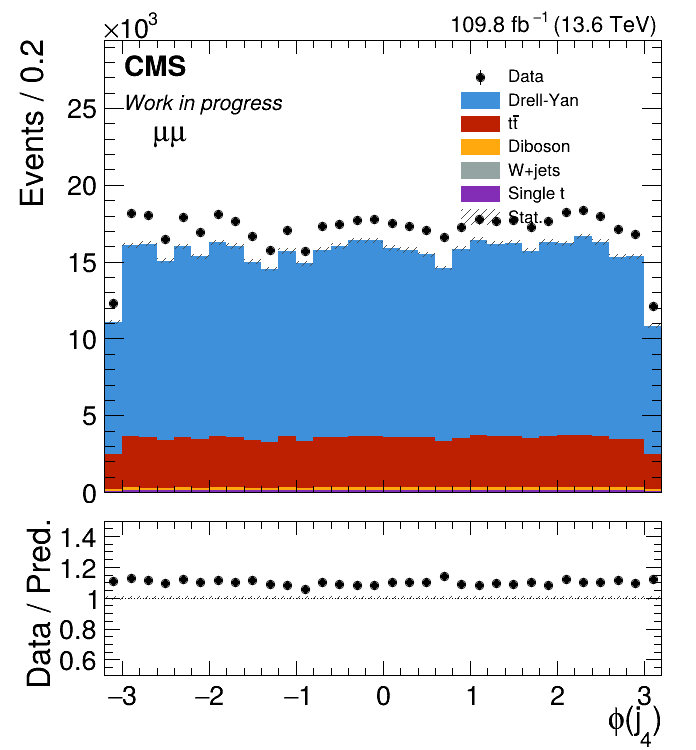 ×10³ 109.8 fb⁻¹ (13.6 TeV)
CMS
Work in progress
μμ
Data
Drell-Yan
tt̅
Diboson
W+jets
Single t
Stat.
Events / 0.2
25
20
15
10
5
0
Data / Pred.
1.4
1.2
1
0.8
0.6
−3 −2 −1 0 1 2 3
ϕ(j₄)